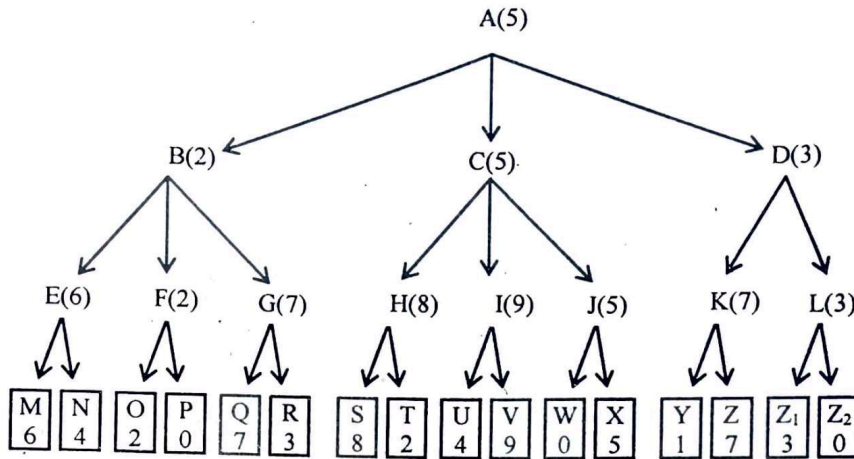 A(5)
B(2) C(5) D(3)
E(6) F(2) G(7) H(8) I(9) J(5) K(7) L(3)
M N O P Q R S T U V W X Y Z Z₁ Z₂
6 4 2 0 7 3 8 2 4 9 0 5 1 7 3 0